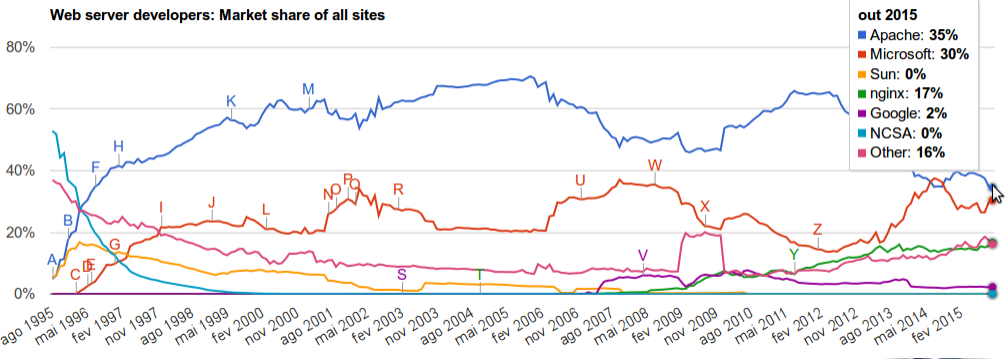 Web server developers: Market share of all sites
out 2015
Apache: 35%
Microsoft: 30%
Sun: 0%
nginx: 17%
Google: 2%
NCSA: 0%
Other: 16%
80%
60%
40%
20%
0%
A
B
C
D
E
F
G
H
I
J
K
L
M
N
O
P
Q
R
S
T
U
V
W
X
Y
Z
ago 1995
mai 1996
fev 1997
nov 1997
ago 1998
mai 1999
fev 2000
nov 2000
ago 2001
mai 2002
fev 2003
nov 2003
ago 2004
mai 2005
fev 2006
nov 2006
ago 2007
mai 2008
fev 2009
nov 2009
ago 2010
mai 2011
fev 2012
nov 2012
ago 2013
mai 2014
fev 2015